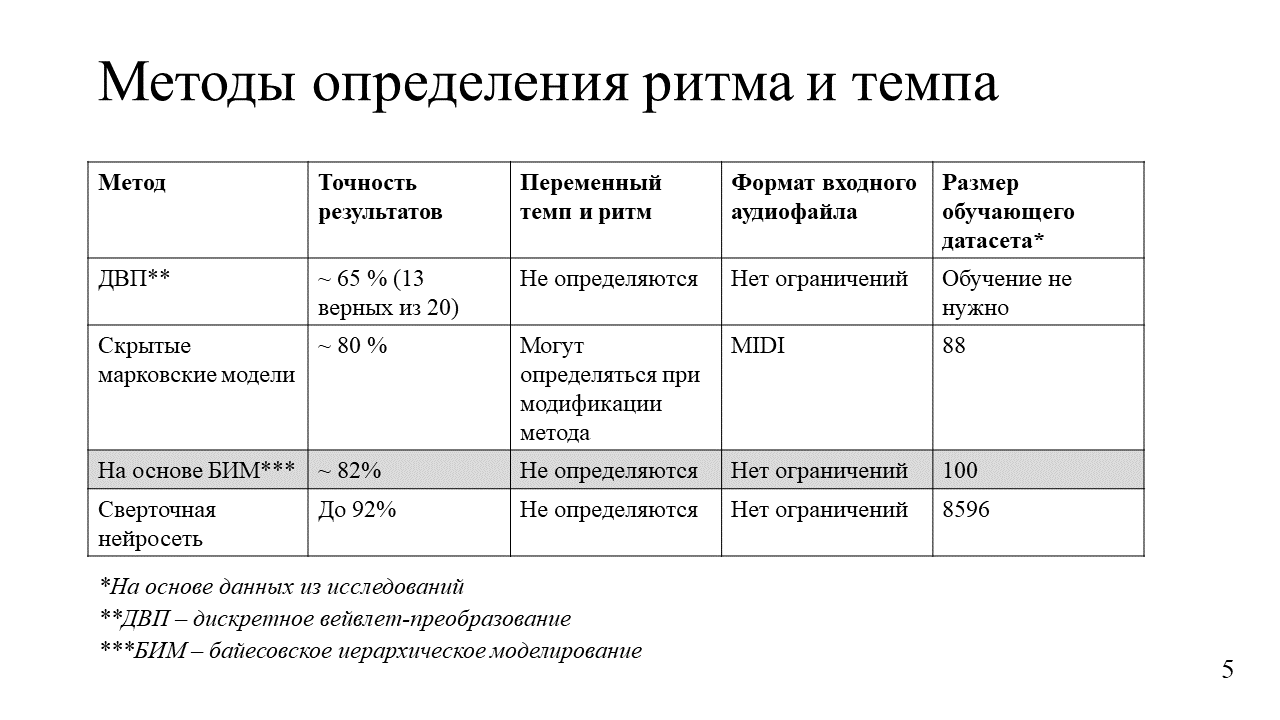 Методы определения ритма и темпа
Метод
Точность
результатов
Переменный
темп и ритм
Формат входного
аудиофайла
Размер
обучающего
датасета*
ДВП**
~ 65 % (13
верных из 20)
Не определяются
Нет ограничений
Обучение не
нужно
Скрытые
марковские модели
~ 80 %
Могут
определяться при
модификации
метода
MIDI
88
На основе БИМ***
~ 82%
Не определяются
Нет ограничений
100
Сверточная
нейросеть
До 92%
Не определяются
Нет ограничений
8596
*На основе данных из исследований
**ДВП – дискретное вейвлет-преобразование
***БИМ – байесовское иерархическое моделирование
5